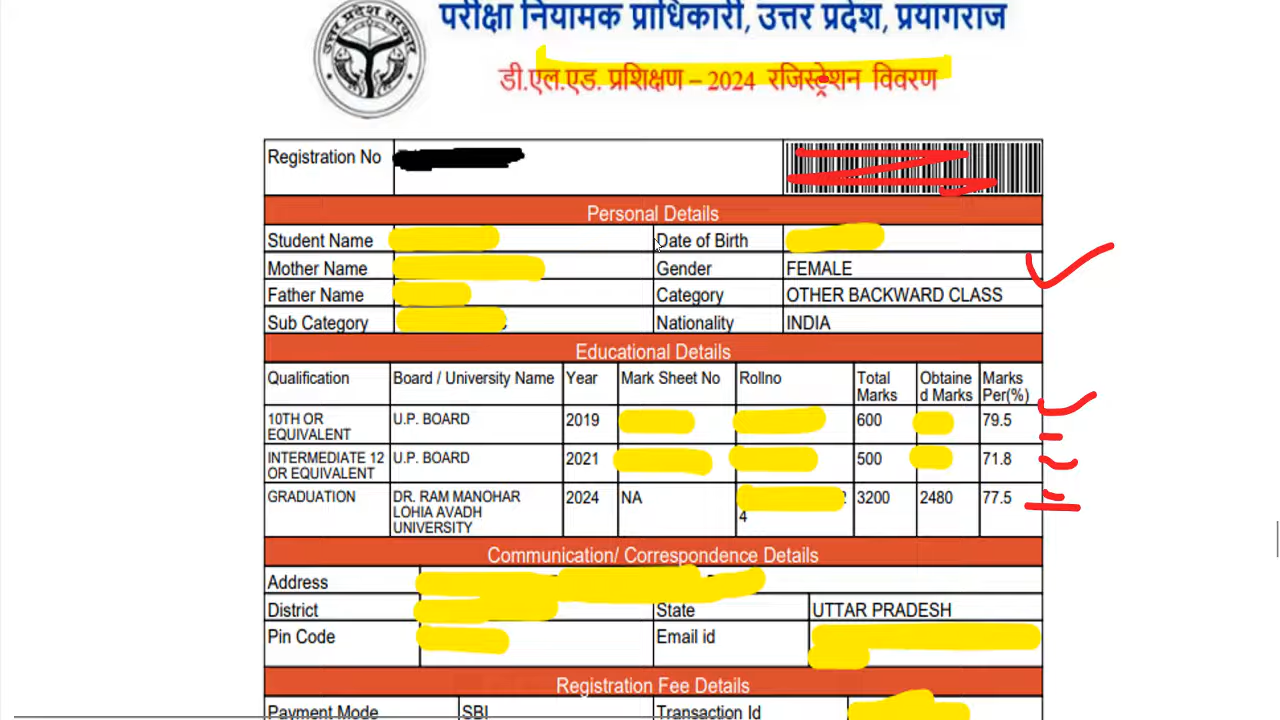 उत्तर प्रदेश सरकार
परीक्षा नियामक प्राधिकारी, उत्तर प्रदेश, प्रयागराज
डी.एल.एड. प्रशिक्षण – 2024 रजिस्ट्रेशन विवरण
Registration No
Personal Details
Student Name Date of Birth
Mother Name Gender FEMALE
Father Name Category OTHER BACKWARD CLASS
Sub Category Nationality INDIA
Educational Details
Qualification Board / University Name Year Mark Sheet No Rollno Total Marks Obtained Marks Marks Per(%)
10TH OR EQUIVALENT U.P. BOARD 2019 600 79.5
INTERMEDIATE 12 OR EQUIVALENT U.P. BOARD 2021 500 71.8
GRADUATION DR. RAM MANOHAR LOHIA AVADH UNIVERSITY 2024 NA 4 3200 2480 77.5
Communication/ Correspondence Details
Address
District State UTTAR PRADESH
Pin Code Email id
Registration Fee Details
Payment Mode SBI Transaction Id